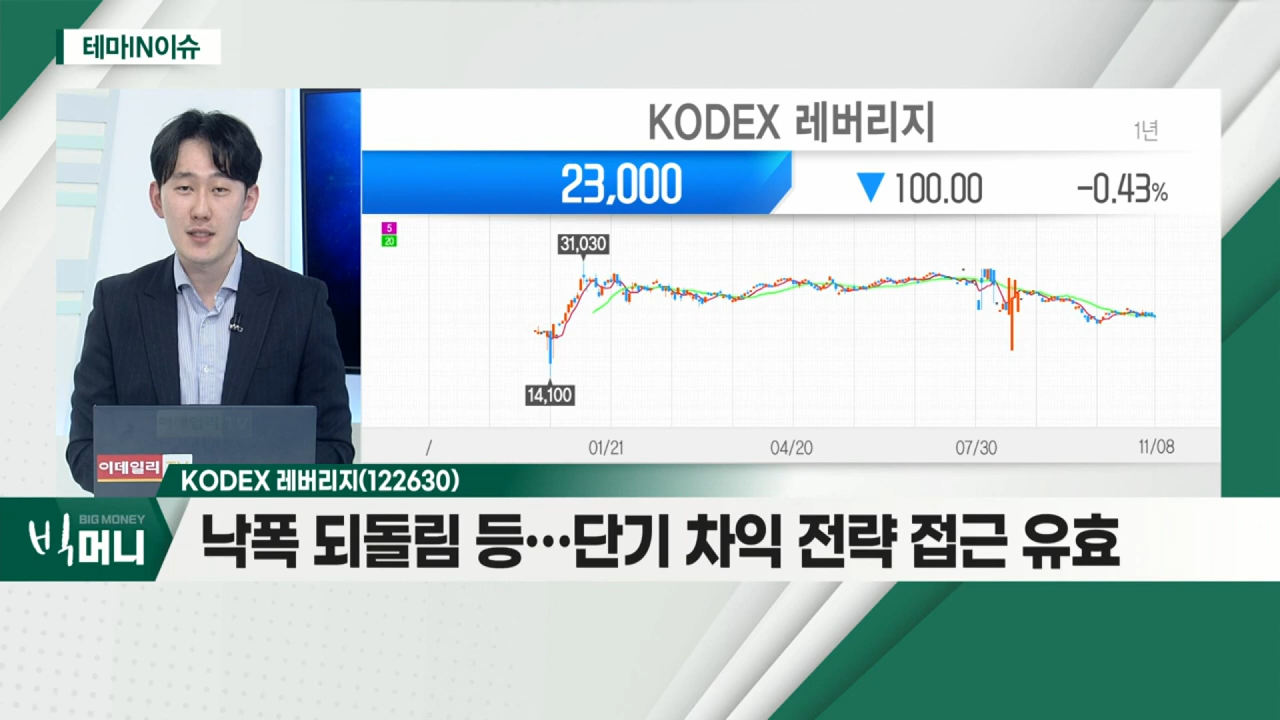 테마IN이슈
KODEX 레버리지
1년
23,000
▼ 100.00
-0.43%
5
20
31,030
14,100
/
01/21
04/20
07/30
11/08
이데일리
KODEX 레버리지(122630)
BIG MONEY
빅머니
낙폭 되돌림 등…단기 차익 전략 접근 유효